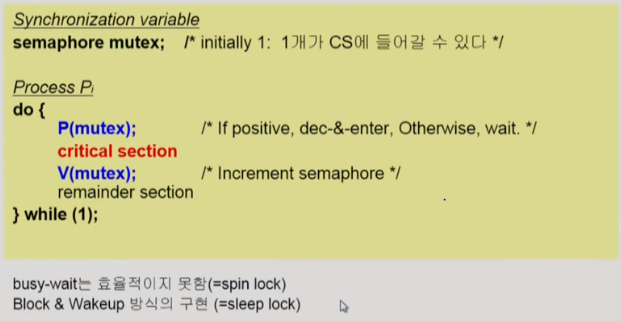 Synchronization variable
semaphore mutex; /* initially 1: 1개가 CS에 들어갈 수 있다 */
Process Pi
do {
P(mutex); /* If positive, dec-&-enter, Otherwise, wait. */
critical section
V(mutex); /* Increment semaphore */
remainder section
} while (1);
busy-wait는 효율적이지 못함(=spin lock)
Block & Wakeup 방식의 구현 (=sleep lock)